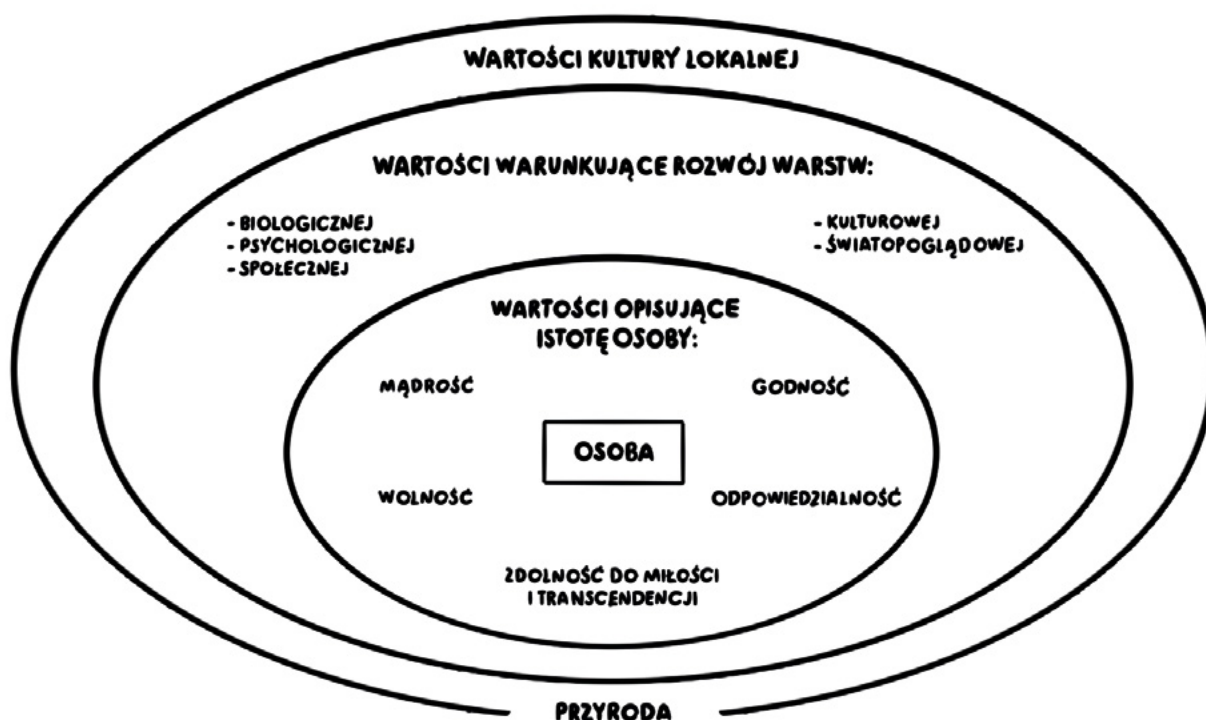 WARTOŚCI KULTURY LOKALNEJ
WARTOŚCI WARUNKUJĄCE ROZWÓJ WARSTW:
- BIOLOGICZNEJ
- PSYCHOLOGICZNEJ
- SPOŁECZNEJ
- KULTUROWEJ
- ŚWIATOPOGLĄDOWEJ
WARTOŚCI OPISUJĄCE
ISTOTĘ OSOBY:
MĄDROŚĆ
GODNOŚĆ
OSOBA
WOLNOŚĆ
ODPOWIEDZIALNOŚĆ
ZDOLNOŚĆ DO MIŁOŚCI
I TRANSCENDENCJI
PRZYRODA